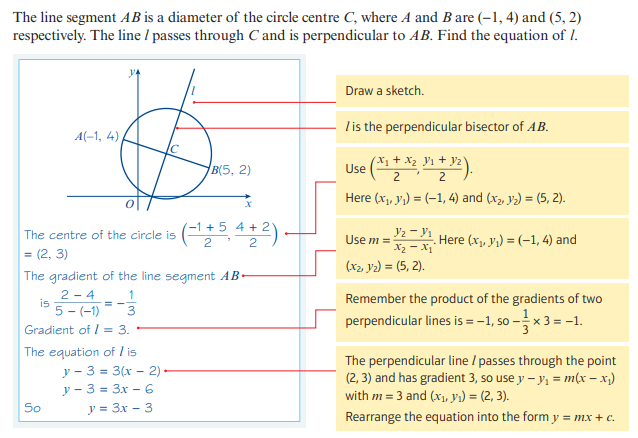 The line segment AB is a diameter of the circle centre C, where A and B are (−1, 4) and (5, 2)
respectively. The line l passes through C and is perpendicular to AB. Find the equation of l.
y
l
A(−1, 4)
C
B(5, 2)
O
x
The centre of the circle is ((−1 + 5)/2, (4 + 2)/2)
= (2, 3)
The gradient of the line segment AB
is (2 − 4)/(5 − (−1)) = −1/3
Gradient of l = 3.
The equation of l is
y − 3 = 3(x − 2)
y − 3 = 3x − 6
So y = 3x − 3
Draw a sketch.
l is the perpendicular bisector of AB.
Use ((x₁ + x₂)/2, (y₁ + y₂)/2).
Here (x₁, y₁) = (−1, 4) and (x₂, y₂) = (5, 2).
Use m = (y₂ − y₁)/(x₂ − x₁). Here (x₁, y₁) = (−1, 4) and
(x₂, y₂) = (5, 2).
Remember the product of the gradients of two
perpendicular lines is = −1, so −1/3 × 3 = −1.
The perpendicular line l passes through the point
(2, 3) and has gradient 3, so use y − y₁ = m(x − x₁)
with m = 3 and (x₁, y₁) = (2, 3).
Rearrange the equation into the form y = mx + c.